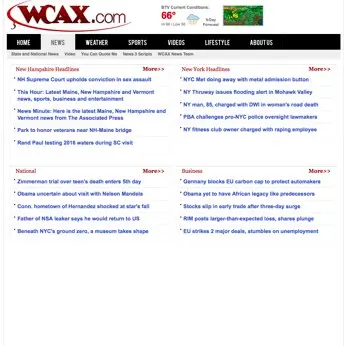 WCAX.com
BTV Current Conditions:
66°
5-Day
Forecast
HOME NEWS WEATHER SPORTS VIDEOS LIFESTYLE ABOUT US
State and National News Video You Can Quote Me News 3 Scripts WCAX News Team
New Hampshire Headlines More>>
NH Supreme Court upholds conviction in sex assault
This Hour: Latest Maine, New Hampshire and Vermont
news, sports, business and entertainment
News Minute: Here is the latest Maine, New Hampshire and
Vermont news from The Associated Press
Park to honor veterans near NH-Maine bridge
Rand Paul testing 2016 waters during SC visit
New York Headlines More>>
NYC Met doing away with metal admission button
NY Thruway issues flooding alert in Mohawk Valley
NY man, 85, charged with DWI in woman's road death
PBA challenges pro-NYC police oversight lawmakers
NY fitness club owner charged with raping employee
National More>>
Zimmerman trial over teen's death enters 5th day
Obama uncertain about visit with Nelson Mandela
Conn. hometown of Hernandez shocked at star's fall
Father of NSA leaker says he would return to US
Beneath NYC's ground zero, a museum takes shape
Business More>>
Germany blocks EU carbon cap to protect automakers
Obama yet to have African legacy like predecessors
Stocks slip in early trade after three-day surge
RIM posts larger-than-expected loss, shares plunge
EU strikes 2 major deals, stumbles on unemployment